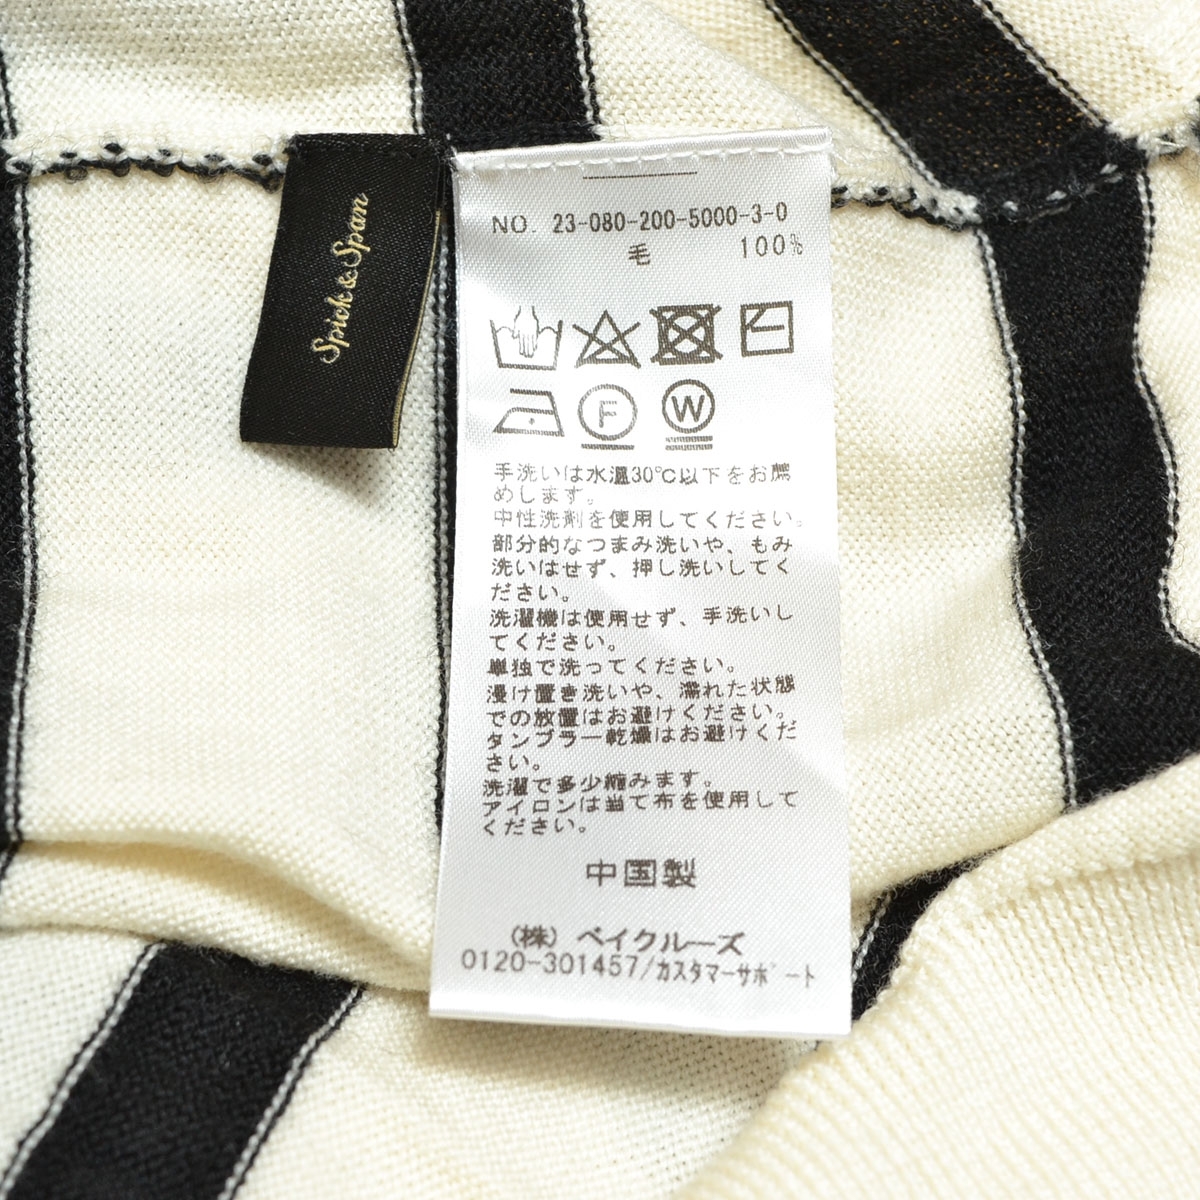 Spick & Span
NO. 23-080-200-5000-3-0
毛 100%
F
W
手洗いは水温30℃以下をお薦
めします。
中性洗剤を使用してください。
部分的なつまみ洗いや、もみ
洗いはせず、押し洗いしてく
ださい。
洗濯機は使用せず、手洗いし
てください。
単独で洗ってください。
浸け置き洗いや、濡れた状態
での放置はお避けください。
タンブラー乾燥はお避けくだ
さい。
洗濯で多少縮みます。
アイロンは当て布を使用して
ください。
中国製
(株) ベイクルーズ
0120-301457/カスタマーサポート